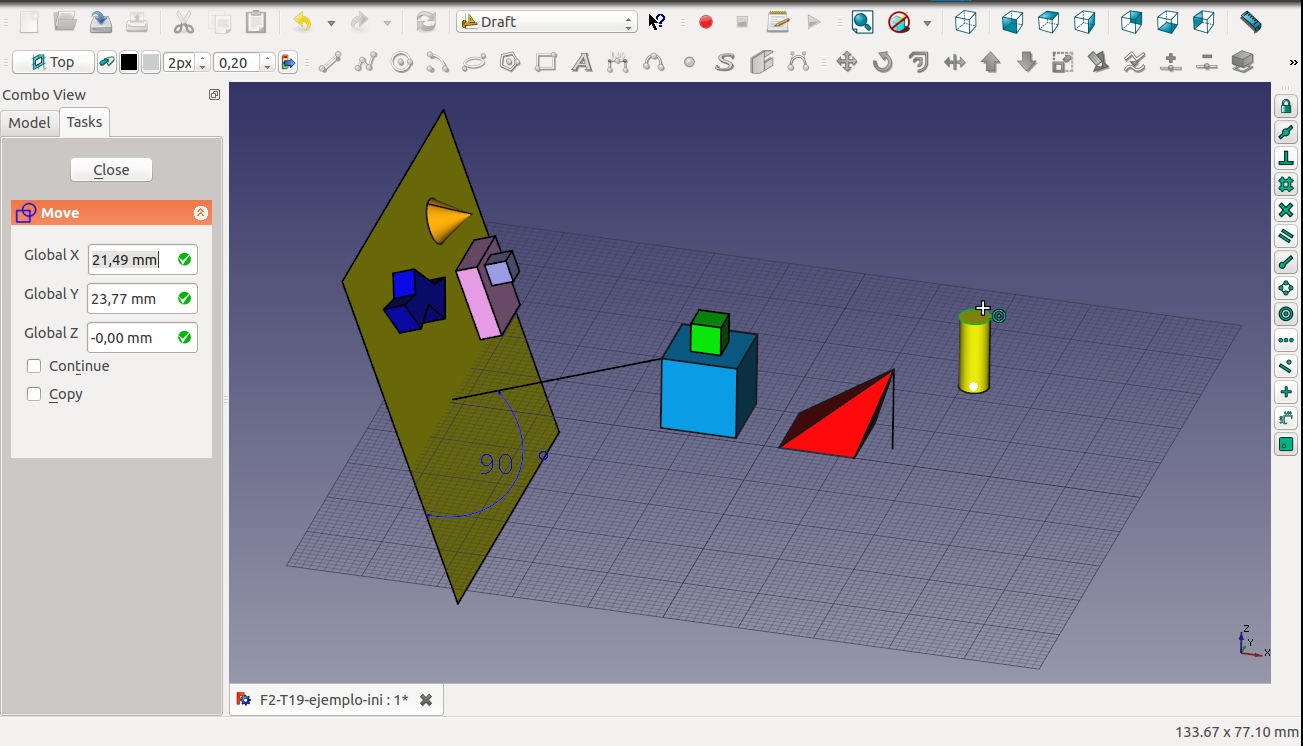 Draft
Top
2px
0,20
Combo View
Model
Tasks
Close
Move
Global X
21,49 mm
Global Y
23,77 mm
Global Z
-0,00 mm
Continue
Copy
90 °
Z
Y
X
F2-T19-ejemplo-ini : 1*
133.67 x 77.10 mm